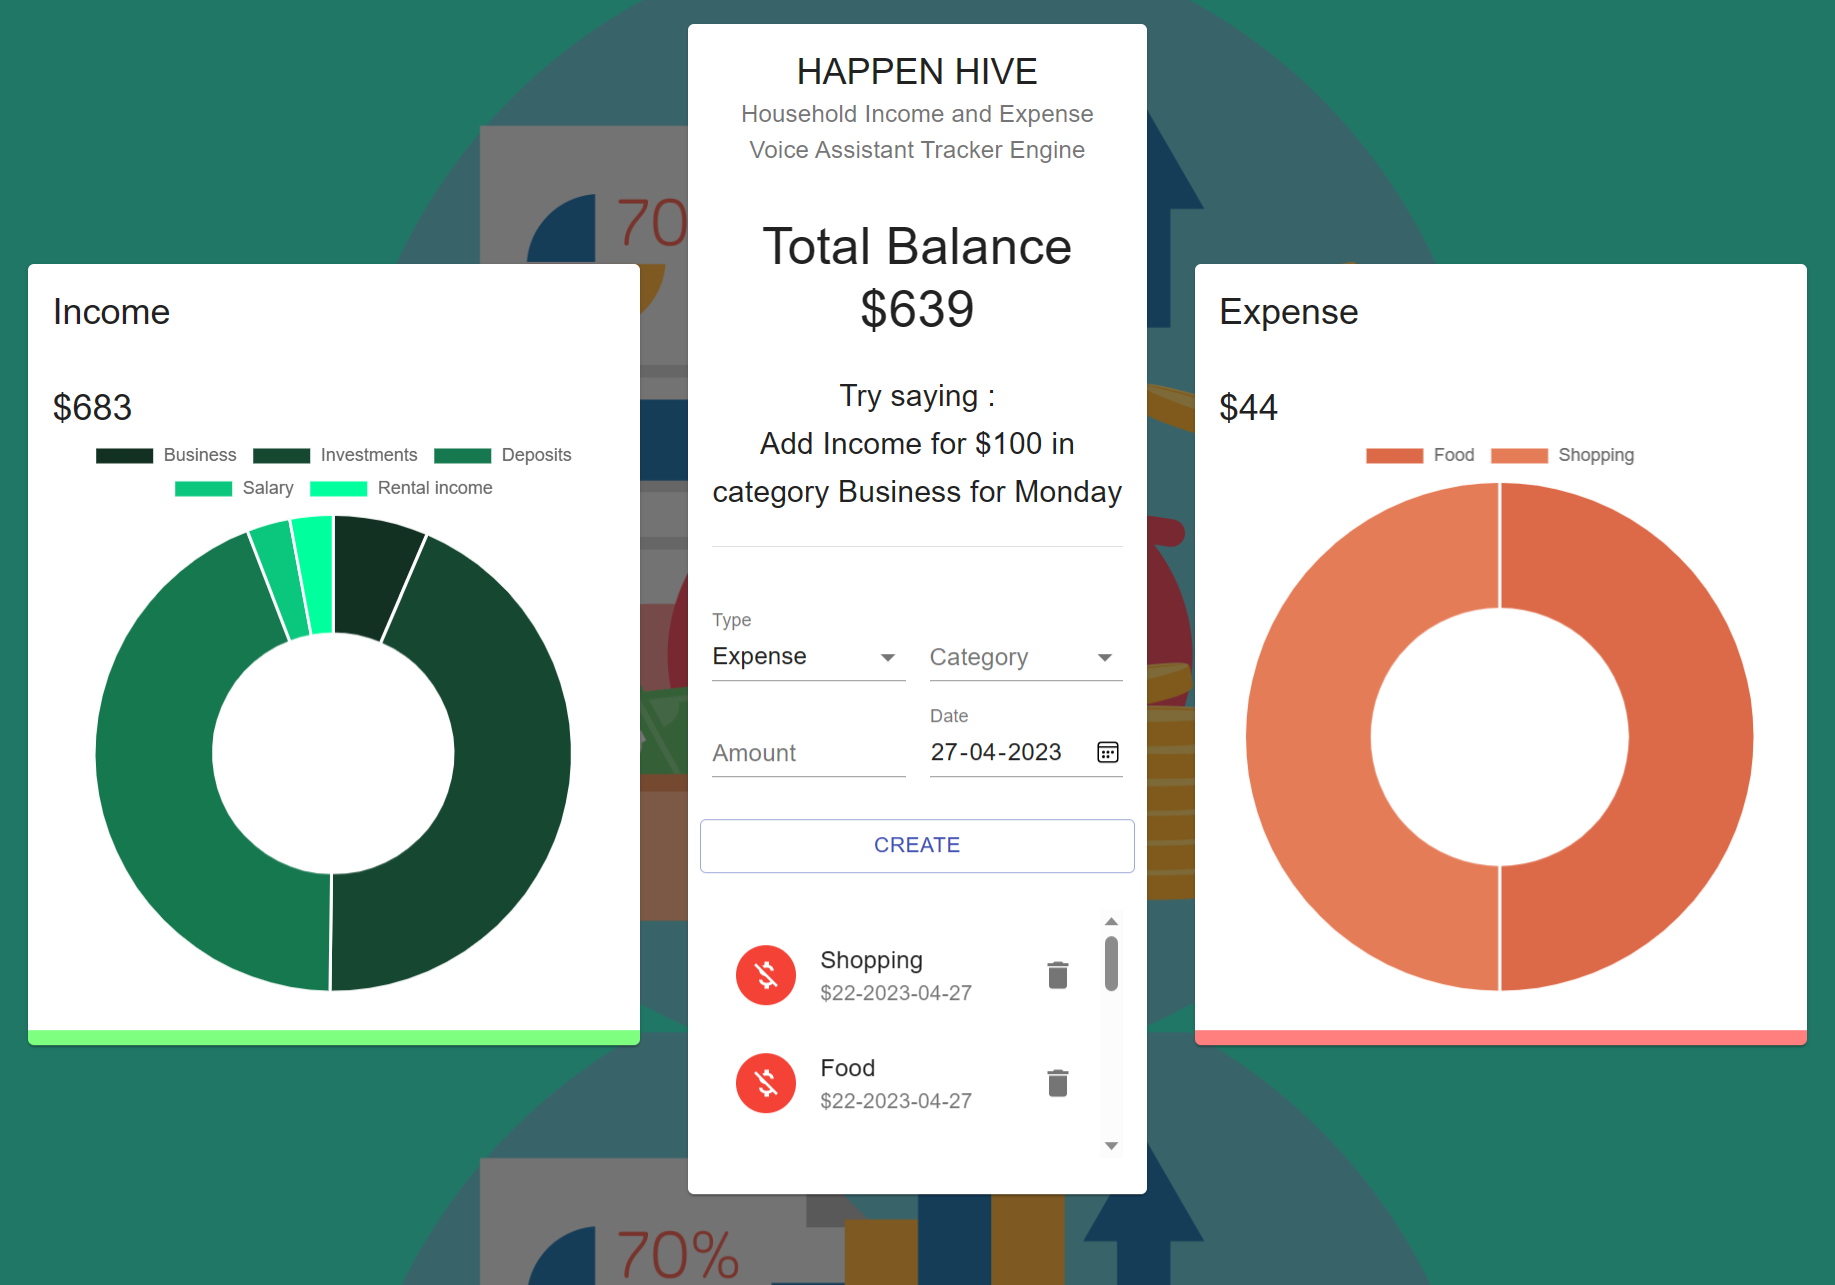 HAPPEN HIVE
Household Income and Expense
Voice Assistant Tracker Engine
70
Total Balance
$639
Try saying :
Add Income for $100 in
category Business for Monday
Income
$683
Business
Investments
Deposits
Salary
Rental income
Type
Expense
Category
Amount
Date
27-04-2023
CREATE
Shopping
$22-2023-04-27
Food
$22-2023-04-27
Expense
$44
Food
Shopping
70%